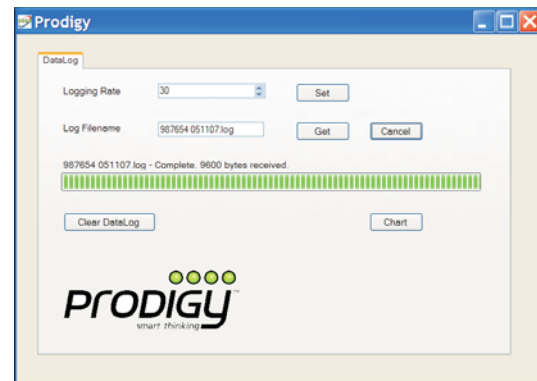 Prodigy
DataLog
Logging Rate 30 Set
Log Filename 987654 051107.log Get Cancel
987654 051107.log - Complete. 9600 bytes received.
Clear DataLog Chart
PRODIGY™
smart thinking